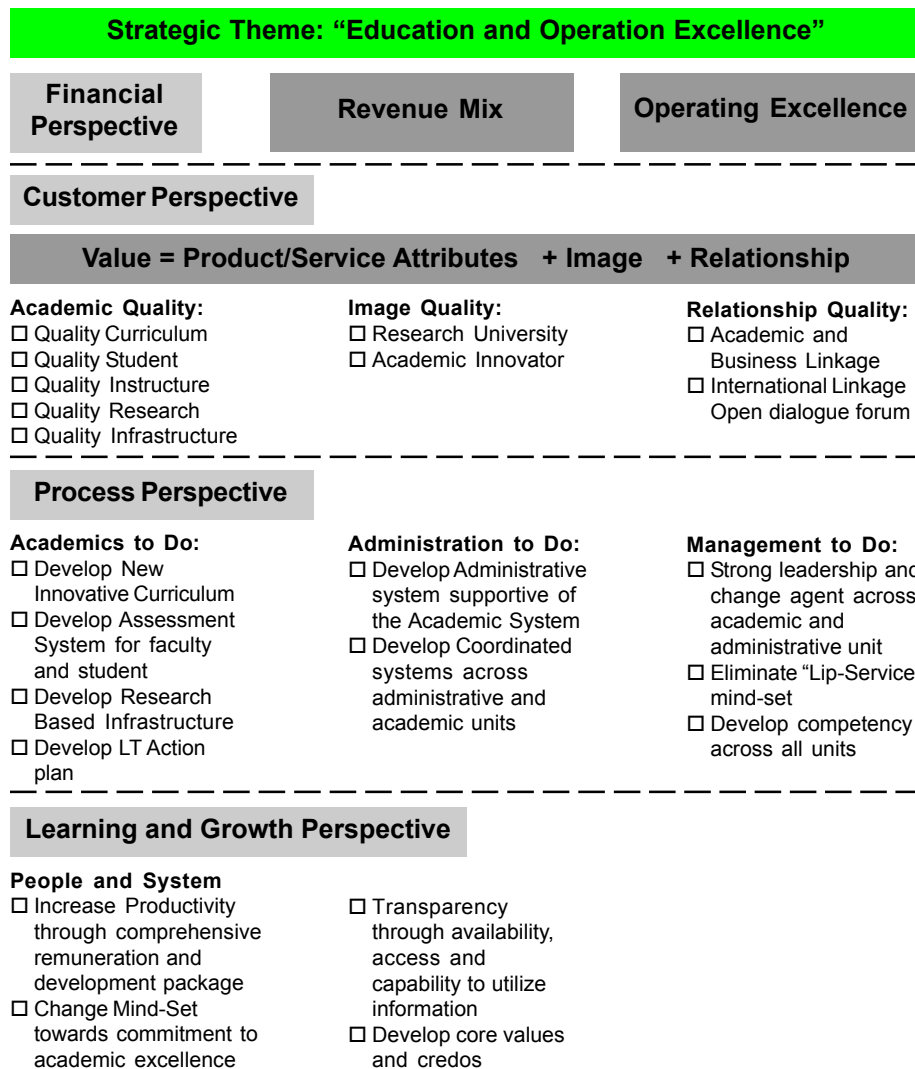 Strategic Theme: “Education and Operation Excellence”
Financial
Perspective
Revenue Mix
Operating Excellence
Customer Perspective
Value = Product/Service Attributes + Image + Relationship
Academic Quality:
☐ Quality Curriculum
☐ Quality Student
☐ Quality Instructure
☐ Quality Research
☐ Quality Infrastructure
Image Quality:
☐ Research University
☐ Academic Innovator
Relationship Quality:
☐ Academic and
Business Linkage
☐ International Linkage
Open dialogue forum
Process Perspective
Academics to Do:
☐ Develop New
Innovative Curriculum
☐ Develop Assessment
System for faculty
and student
☐ Develop Research
Based Infrastructure
☐ Develop LT Action
plan
Administration to Do:
☐ Develop Administrative
system supportive of
the Academic System
☐ Develop Coordinated
systems across
administrative and
academic units
Management to Do:
☐ Strong leadership and
change agent across
academic and
administrative unit
☐ Eliminate “Lip-Service
mind-set
☐ Develop competency
across all units
Learning and Growth Perspective
People and System
☐ Increase Productivity
through comprehensive
remuneration and
development package
☐ Change Mind-Set
towards commitment to
academic excellence
☐ Transparency
through availability,
access and
capability to utilize
information
☐ Develop core values
and credos